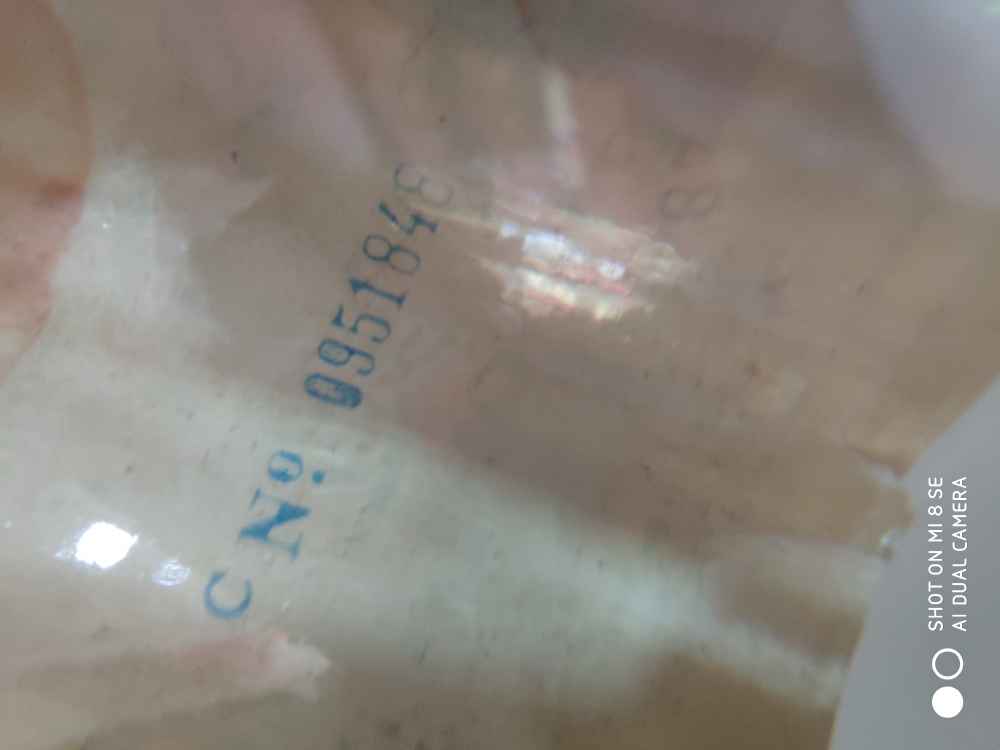 C Nº. 0951848
SHOT ON MI 8 SE
AI DUAL CAMERA